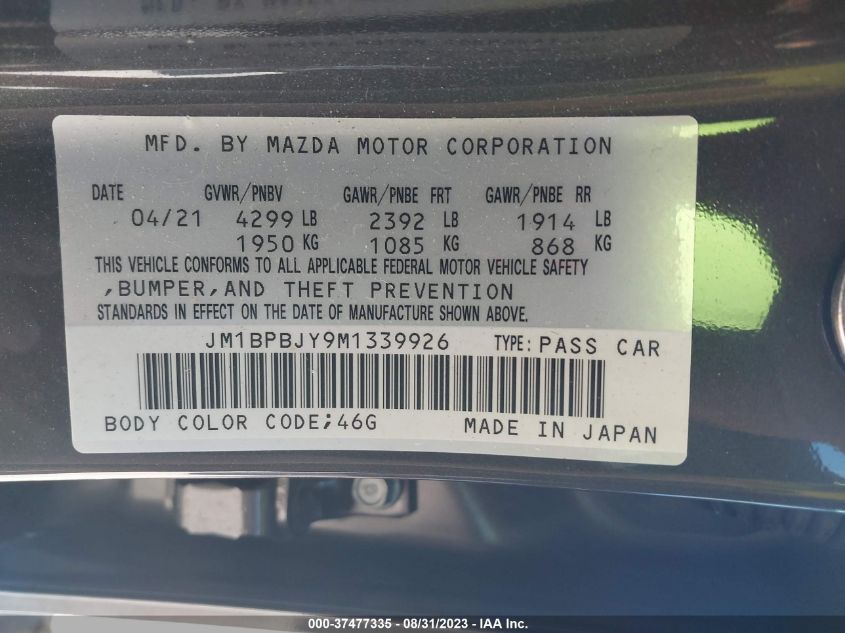 MFD. BY MAZDA MOTOR CORPORATION
DATE GVWR/PNBV GAWR/PNBE FRT GAWR/PNBE RR
04/21 4299 LB 2392 LB 1914 LB
1950 KG 1085 KG 868 KG
THIS VEHICLE CONFORMS TO ALL APPLICABLE FEDERAL MOTOR VEHICLE SAFETY
,BUMPER,AND THEFT PREVENTION
STANDARDS IN EFFECT ON THE DATE OF MANUFACTURE SHOWN ABOVE.
JM1BPBJY9M1339926 TYPE: PASS CAR
BODY COLOR CODE;46G MADE IN JAPAN
000-37477335 - 08/31/2023 - IAA Inc.